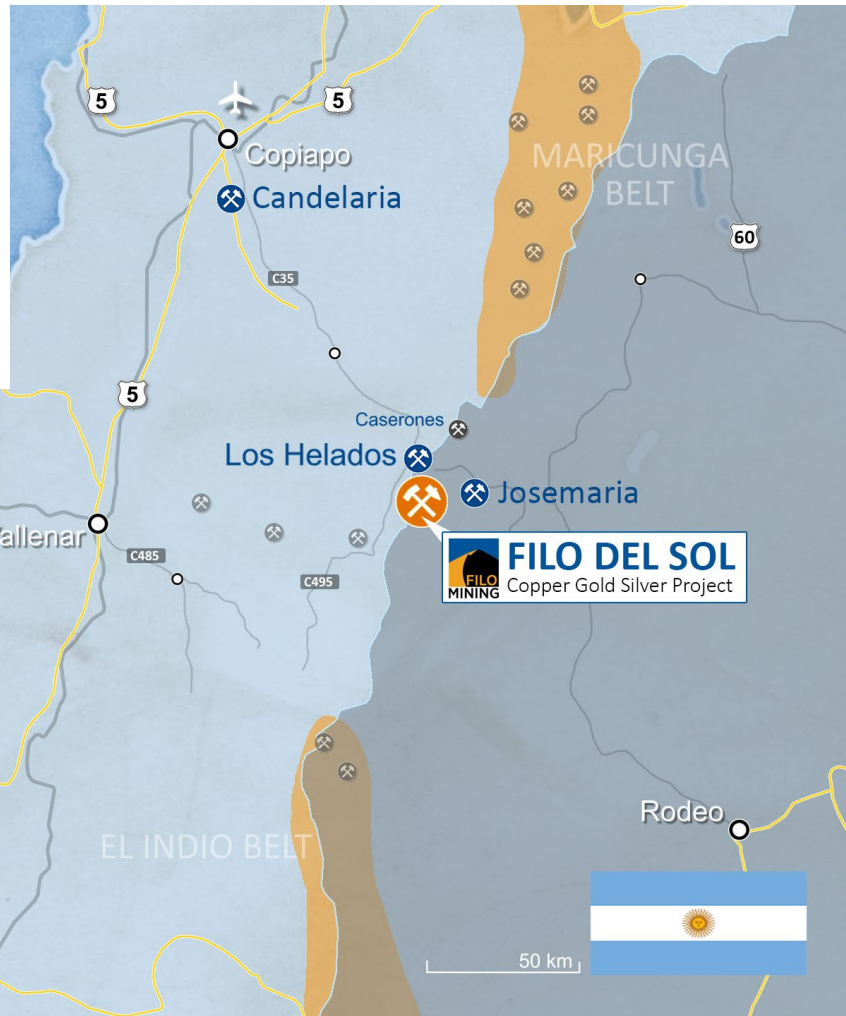 5
5
Copiapo
MARICUNGA
BELT
Candelaria
60
C35
5
Caserones
Los Helados
Josemaria
allenar
C485
FILO DEL SOL
Copper Gold Silver Project
FILO
MINING
C495
Rodeo
EL INDIO BELT
50 km